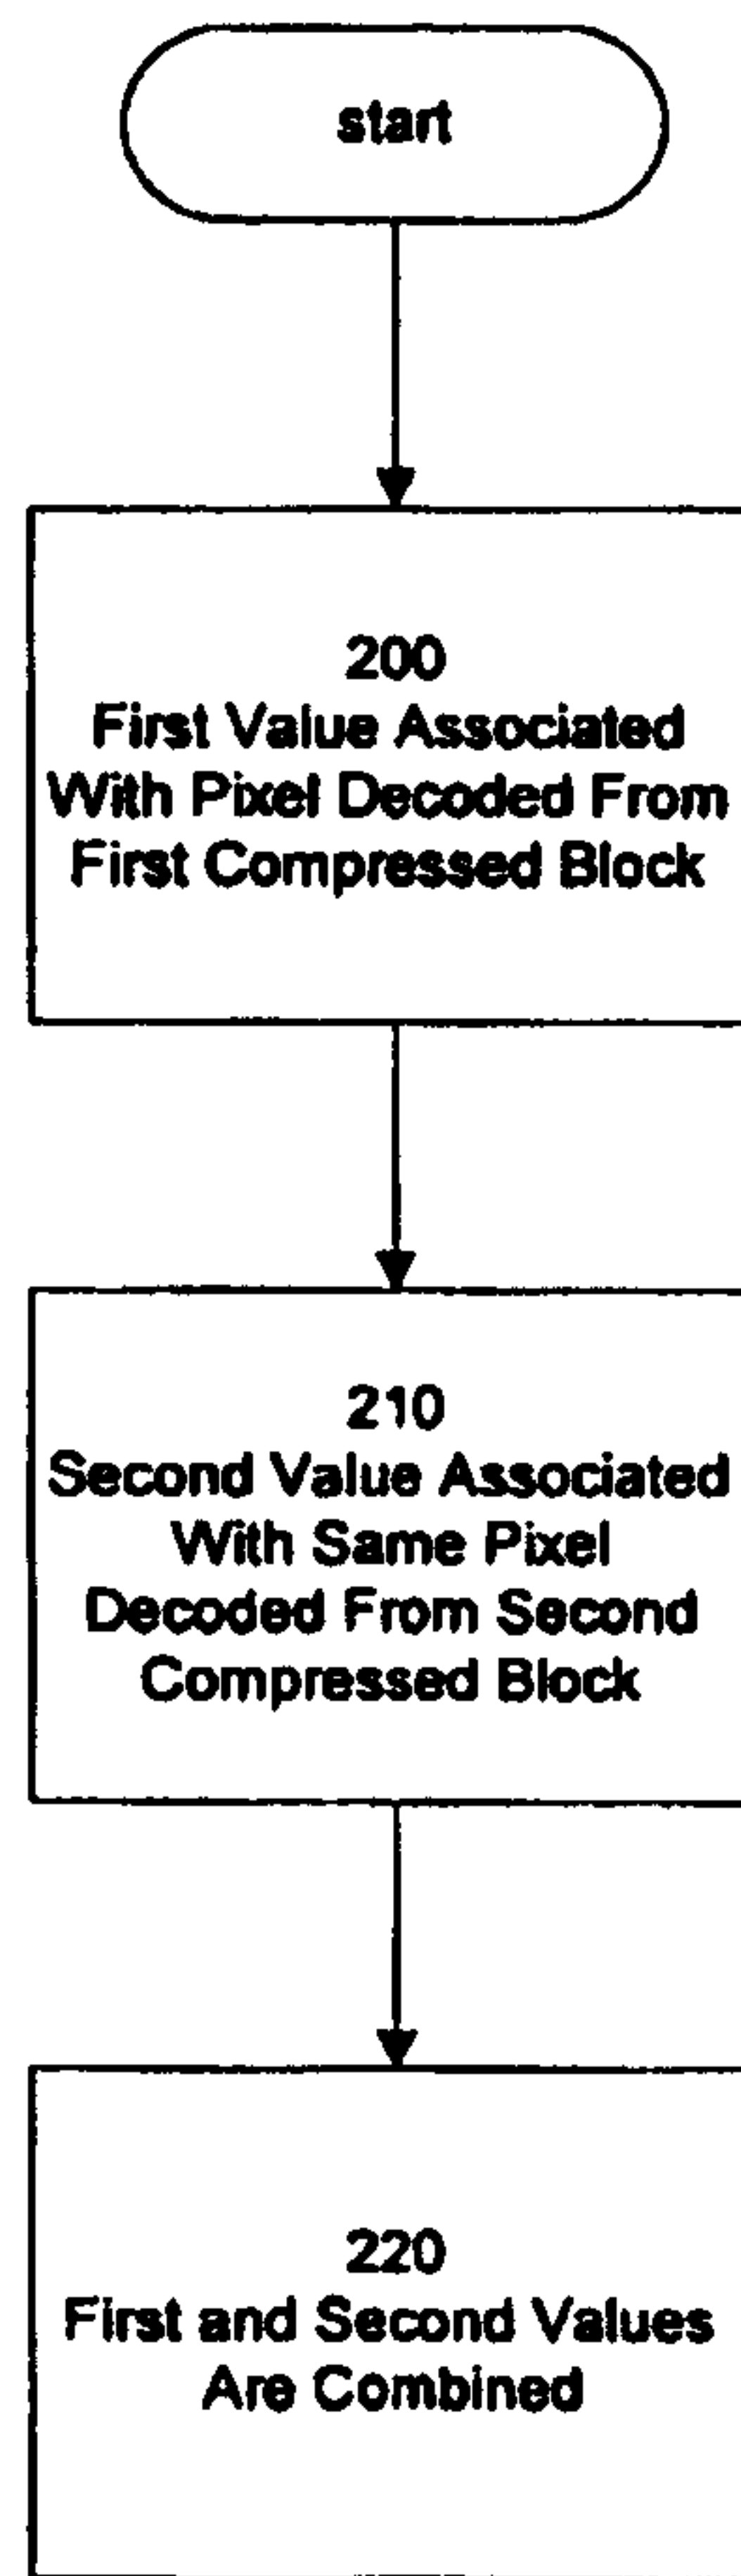 start
200
First Value Associated
With Pixel Decoded From
First Compressed Block
210
Second Value Associated
With Same Pixel
Decoded From Second
Compressed Block
220
First and Second Values
Are Combined